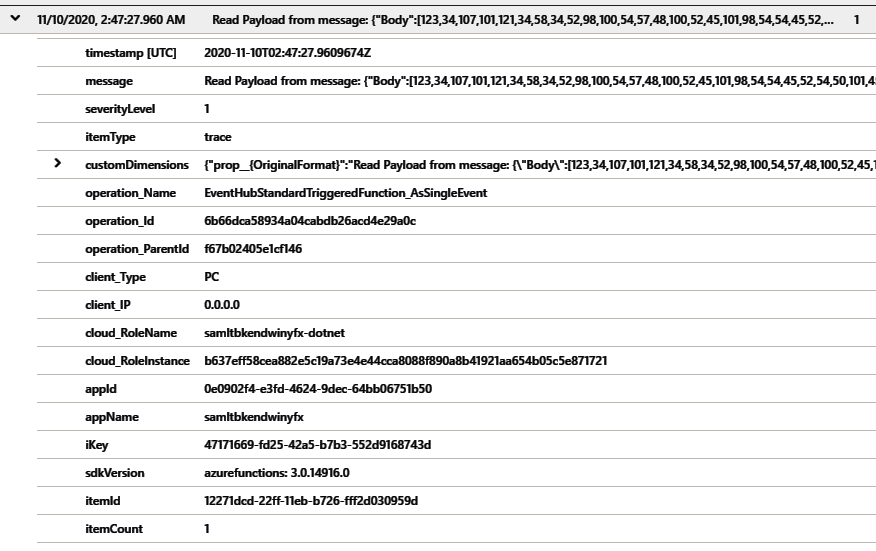 11/10/2020, 2:47:27.960 AM Read Payload from message: {"Body":[123,34,107,101,121,34,58,34,52,98,100,54,57,48,100,52,45,101,98,54,54,45,52,... 1
timestamp [UTC] 2020-11-10T02:47:27.9609674Z
message Read Payload from message: {"Body":[123,34,107,101,121,34,58,34,52,98,100,54,57,48,100,52,45,101,98,54,54,45,52,54,50,101,4
severityLevel 1
itemType trace
customDimensions {"prop__{OriginalFormat}":"Read Payload from message: {\"Body\":[123,34,107,101,121,34,58,34,52,98,100,54,57,48,100,52,45,1
operation_Name EventHubStandardTriggeredFunction_AsSingleEvent
operation_Id 6b66dca58934a04cabdb26acd4e29a0c
operation_ParentId f67b02405e1cf146
client_Type PC
client_IP 0.0.0.0
cloud_RoleName samltbkendwinyfx-dotnet
cloud_RoleInstance b637eff58cea882e5c19a73e4e44cca8088f890a8b41921aa654b05c5e871721
appId 0e0902f4-e3fd-4624-9dec-64bb06751b50
appName samltbkendwinyfx
iKey 47171669-fd25-42a5-b7b3-552d9168743d
sdkVersion azurefunctions: 3.0.14916.0
itemId 12271dcd-22ff-11eb-b726-fff2d030959d
itemCount 1